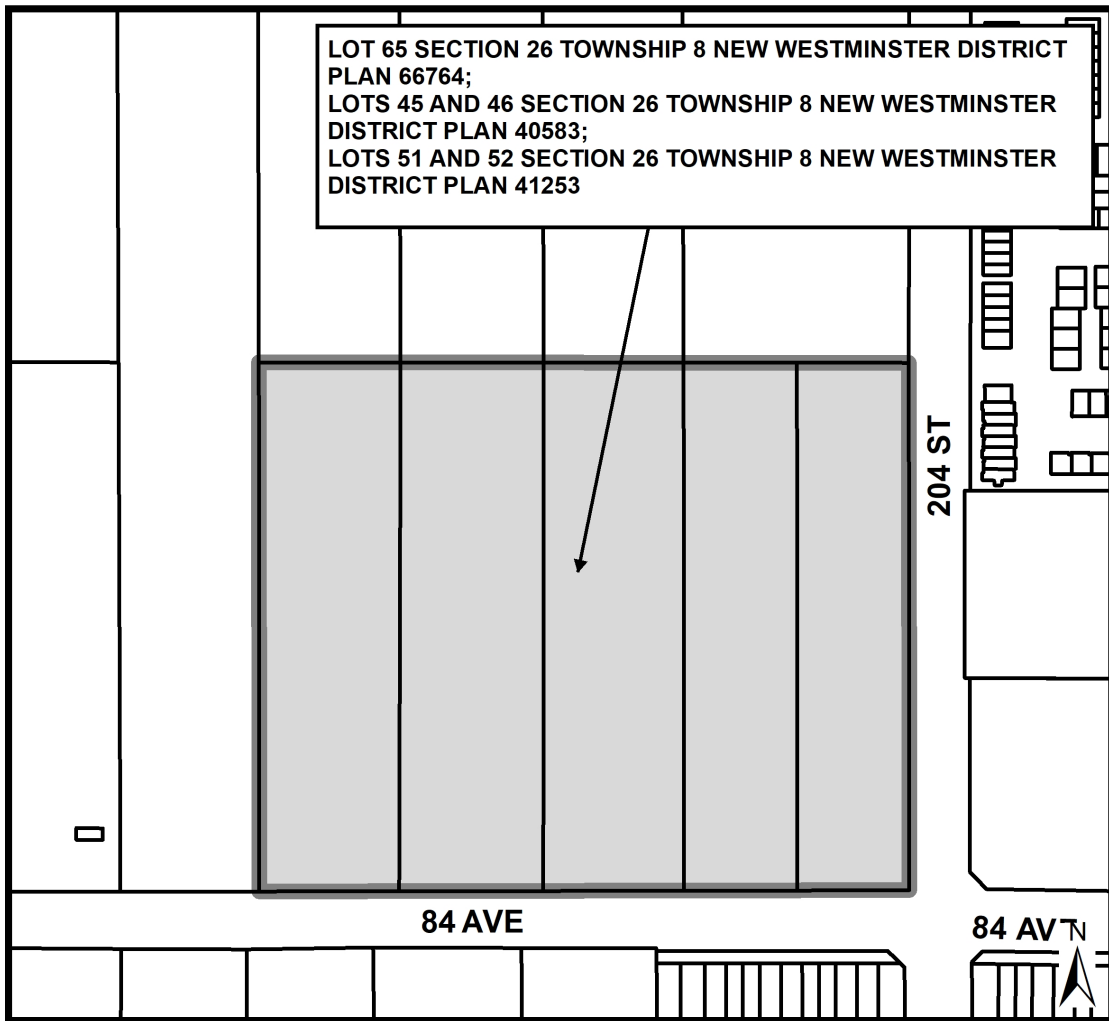 LOT 65 SECTION 26 TOWNSHIP 8 NEW WESTMINSTER DISTRICT
PLAN 66764;
LOTS 45 AND 46 SECTION 26 TOWNSHIP 8 NEW WESTMINSTER
DISTRICT PLAN 40583;
LOTS 51 AND 52 SECTION 26 TOWNSHIP 8 NEW WESTMINSTER
DISTRICT PLAN 41253
204 ST
84 AVE
84 AV
N